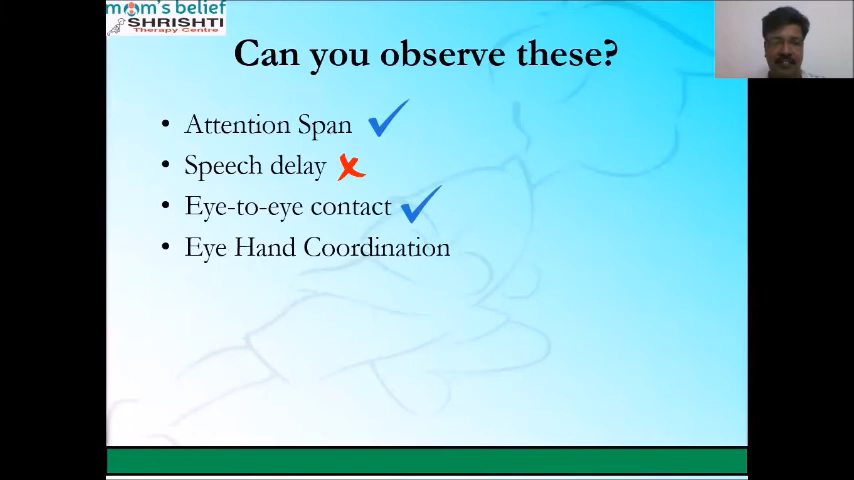 mom's belief
SHRISHTI
Therapy Centre
Can you observe these?
• Attention Span
• Speech delay
• Eye-to-eye contact
• Eye Hand Coordination